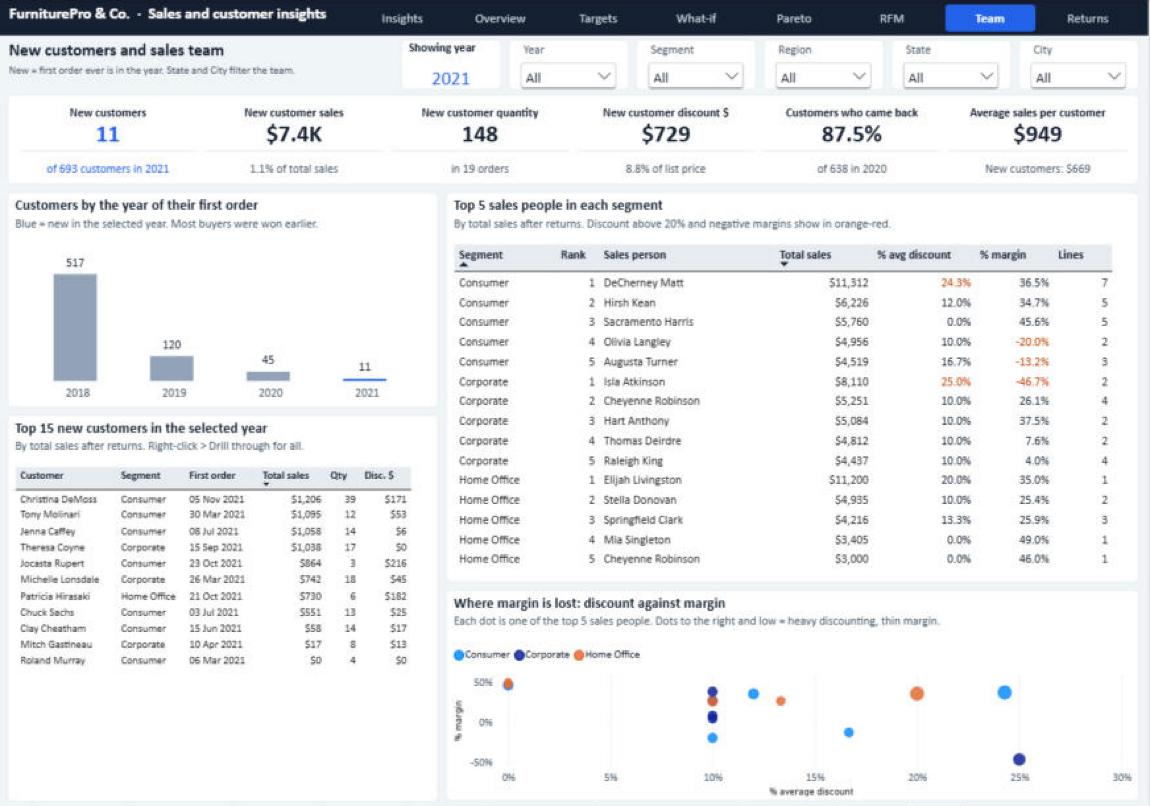 FurniturePro & Co. · Sales and customer insights
Insights Overview Targets What-if Pareto RFM Team Returns
New customers and sales team
New = first order ever is in the year. State and City filter the team.
Showing year
2021
Year
All
Segment
All
Region
All
State
All
City
All
New customers
11
of 693 customers in 2021
New customer sales
$7.4K
1.1% of total sales
New customer quantity
148
in 19 orders
New customer discount $
$729
8.8% of list price
Customers who came back
87.5%
of 638 in 2020
Average sales per customer
$949
New customers: $669
Customers by the year of their first order
Blue = new in the selected year. Most buyers were won earlier.
517
120
45
11
2018 2019 2020 2021
Top 15 new customers in the selected year
By total sales after returns. Right-click > Drill through for all.
Customer Segment First order Total sales Qty Disc. $
Christina DeMoss Consumer 05 Nov 2021 $1,206 39 $171
Tony Molinari Consumer 30 Mar 2021 $1,095 12 $53
Jenna Caffey Consumer 08 Jul 2021 $1,058 14 $6
Theresa Coyne Corporate 15 Sep 2021 $1,038 17 $0
Jocasta Rupert Consumer 23 Oct 2021 $864 3 $216
Michelle Lonsdale Corporate 26 Mar 2021 $742 18 $45
Patricia Hirasaki Home Office 21 Oct 2021 $730 6 $182
Chuck Sachs Consumer 03 Jul 2021 $551 13 $25
Clay Cheatham Consumer 15 Jun 2021 $58 14 $17
Mitch Gastineau Corporate 10 Apr 2021 $17 8 $13
Roland Murray Consumer 06 Mar 2021 $0 4 $0
Top 5 sales people in each segment
By total sales after returns. Discount above 20% and negative margins show in orange-red.
Segment Rank Sales person Total sales % avg discount % margin Lines
Consumer 1 DeCherney Matt $11,312 24.3% 36.5% 7
Consumer 2 Hirsh Kean $6,226 12.0% 34.7% 5
Consumer 3 Sacramento Harris $5,760 0.0% 45.6% 5
Consumer 4 Olivia Langley $4,956 10.0% -20.0% 2
Consumer 5 Augusta Turner $4,519 16.7% -13.2% 3
Corporate 1 Isla Atkinson $8,110 25.0% -46.7% 2
Corporate 2 Cheyenne Robinson $5,251 10.0% 26.1% 4
Corporate 3 Hart Anthony $5,084 10.0% 37.5% 2
Corporate 4 Thomas Deirdre $4,812 10.0% 7.6% 2
Corporate 5 Raleigh King $4,437 10.0% 4.0% 4
Home Office 1 Elijah Livingston $11,200 20.0% 35.0% 1
Home Office 2 Stella Donovan $4,935 10.0% 25.4% 2
Home Office 3 Springfield Clark $4,216 13.3% 25.9% 3
Home Office 4 Mia Singleton $3,405 0.0% 49.0% 1
Home Office 5 Cheyenne Robinson $3,000 0.0% 46.0% 1
Where margin is lost: discount against margin
Each dot is one of the top 5 sales people. Dots to the right and low = heavy discounting, thin margin.
Consumer Corporate Home Office
50%
0%
-50%
% margin
0% 5% 10% 15% 20% 25% 30%
% average discount